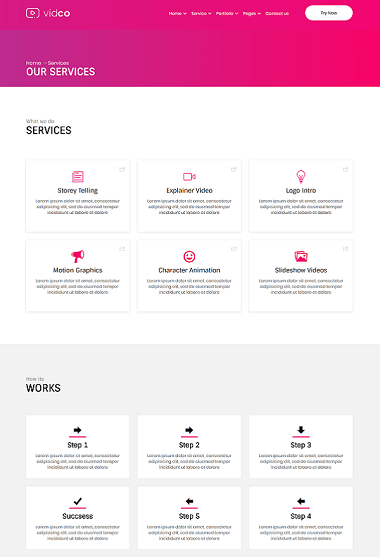 vidco
Home Service Portfolio Pages Contact us Try Now
Home - Services
OUR SERVICES
What we do
SERVICES
Storey Telling
Lorem ipsum dolor sit amet, consectetur
adipiscing elit, sed do eiusmod tempor
incididunt ut labore et dolore
Explainer Video
Lorem ipsum dolor sit amet, consectetur
adipiscing elit, sed do eiusmod tempor
incididunt ut labore et dolore
Logo Intro
Lorem ipsum dolor sit amet, consectetur
adipiscing elit, sed do eiusmod tempor
incididunt ut labore et dolore
Motion Graphics
Lorem ipsum dolor sit amet, consectetur
adipiscing elit, sed do eiusmod tempor
incididunt ut labore et dolore
Character Animation
Lorem ipsum dolor sit amet, consectetur
adipiscing elit, sed do eiusmod tempor
incididunt ut labore et dolore
Slideshow Videos
Lorem ipsum dolor sit amet, consectetur
adipiscing elit, sed do eiusmod tempor
incididunt ut labore et dolore
How its
WORKS
Step 1
Lorem ipsum dolor sit amet, consectetur
adipiscing elit, sed do eiusmod tempor
incididunt ut labore et dolore
Step 2
Lorem ipsum dolor sit amet, consectetur
adipiscing elit, sed do eiusmod tempor
incididunt ut labore et dolore
Step 3
Lorem ipsum dolor sit amet, consectetur
adipiscing elit, sed do eiusmod tempor
incididunt ut labore et dolore
Succsess
Lorem ipsum dolor sit amet, consectetur
adipiscing elit, sed do eiusmod tempor
incididunt ut labore et dolore
Step 5
Lorem ipsum dolor sit amet, consectetur
adipiscing elit, sed do eiusmod tempor
incididunt ut labore et dolore
Step 4
Lorem ipsum dolor sit amet, consectetur
adipiscing elit, sed do eiusmod tempor
incididunt ut labore et dolore